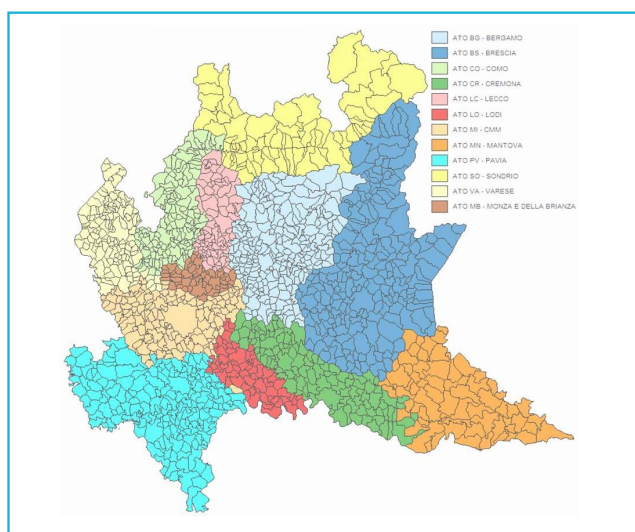 ATO BG - BERGAMO
ATO BS - BRESCIA
ATO CO - COMO
ATO CR - CREMONA
ATO LC - LECCO
ATO LO - LODI
ATO MI - CMM
ATO MN - MANTOVA
ATO PV - PAVIA
ATO SO - SONDRIO
ATO VA - VARESE
ATO MB - MONZA E DELLA BRIANZA